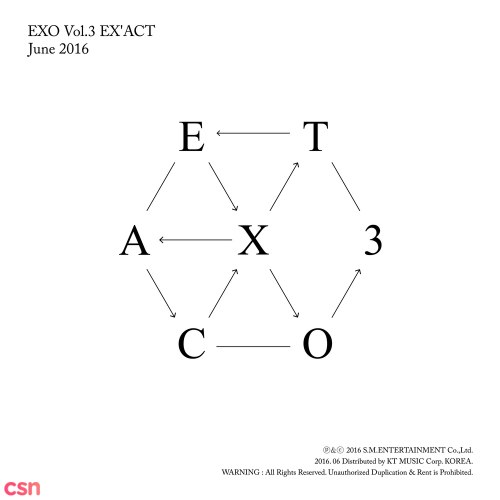 EXO Vol.3 EX'ACT
June 2016
E T
A X 3
C O
Ⓟ&ⓒ 2016 S.M.ENTERTAINMENT Co.,Ltd.
2016. 06 Distributed by KT MUSIC Corp. KOREA.
WARNING : All Rights Reserved. Unauthorized Duplication & Rent is Prohibited.
csn